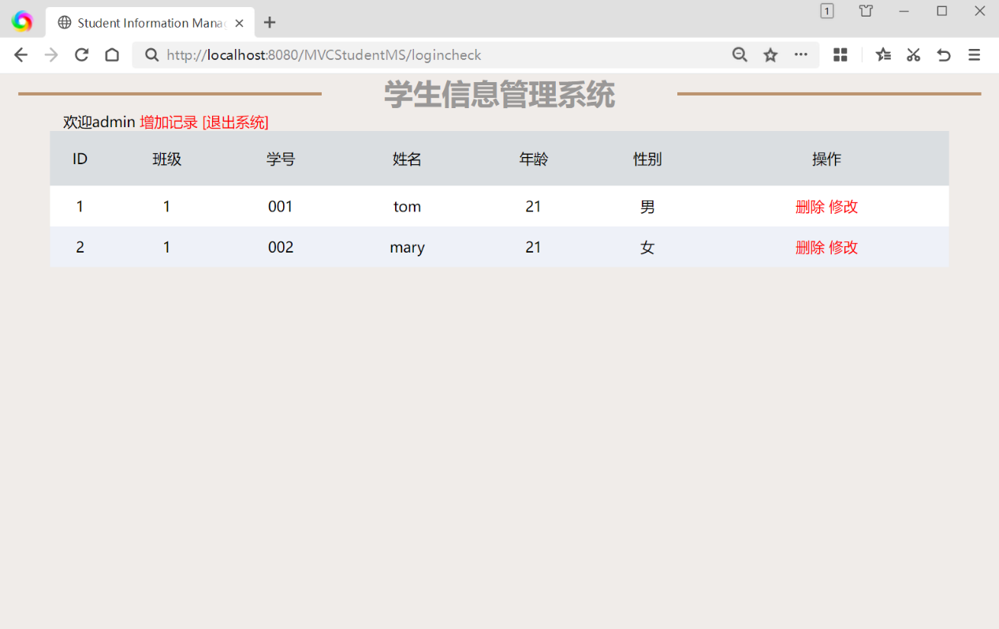 Student Information Mana
1
http://localhost:8080/MVCStudentMS/logincheck
学生信息管理系统
欢迎admin 增加记录 [退出系统]
ID 班级 学号 姓名 年龄 性别 操作
1 1 001 tom 21 男 删除 修改
2 1 002 mary 21 女 删除 修改